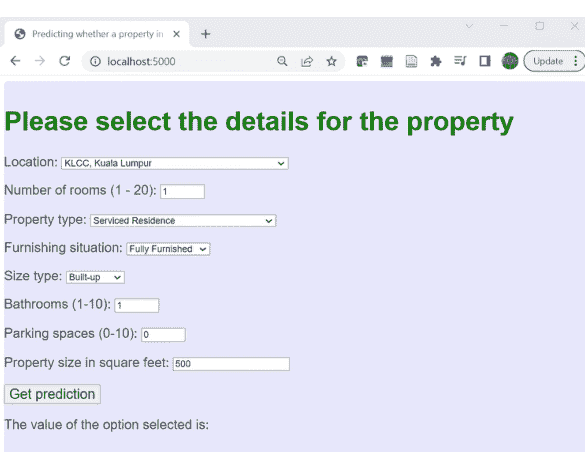 Predicting whether a property in
localhost:5000
Update
Please select the details for the property
Location: KLCC, Kuala Lumpur
Number of rooms (1 - 20): 1
Property type: Serviced Residence
Furnishing situation: Fully Furnished
Size type: Built-up
Bathrooms (1-10): 1
Parking spaces (0-10): 0
Property size in square feet: 500
Get prediction
The value of the option selected is: